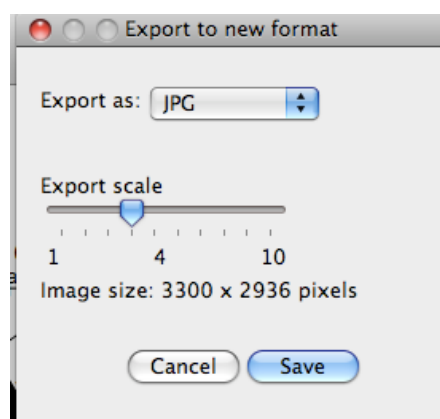 Export to new format
Export as: JPG
Export scale
1 4 10
Image size: 3300 x 2936 pixels
Cancel Save